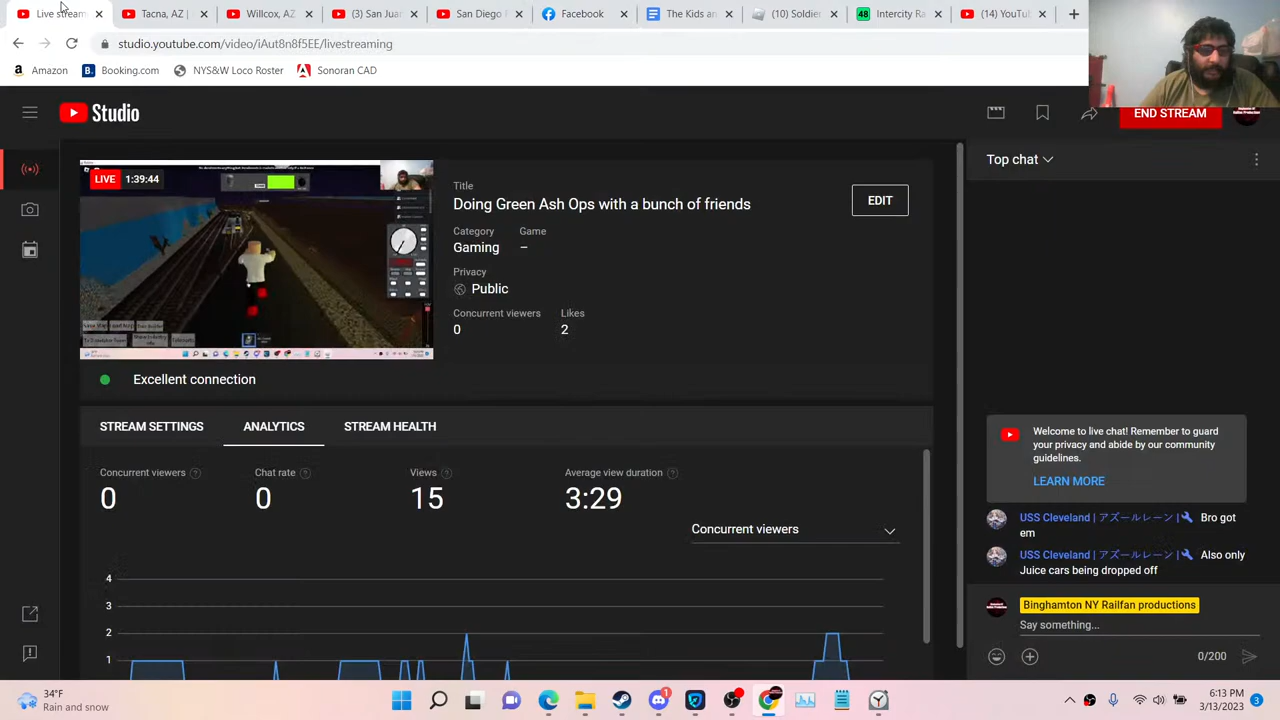 Live stream
Tacna, AZ |
Willcox, AZ
(3) San Juan
San Diego
Facebook
The Kids a
(10) Soldier
48
Intercity Ra
(14) YouTu
studio.youtube.com/video/iAut8n8f5EE/livestreaming
Amazon
Booking.com
NYS&W Loco Roster
Sonoran CAD
Studio
END STREAM
LIVE 1:39:44
Title
Doing Green Ash Ops with a bunch of friends
EDIT
Category
Game
Gaming
–
Privacy
Public
Concurrent viewers
Likes
0
2
Excellent connection
STREAM SETTINGS
ANALYTICS
STREAM HEALTH
Concurrent viewers
Chat rate
Views
Average view duration
0
0
15
3:29
Concurrent viewers
4
3
2
1
Top chat
Welcome to live chat! Remember to guard
your privacy and abide by our community
guidelines.
LEARN MORE
USS Cleveland | アズールレーン | Bro got
em
USS Cleveland | アズールレーン | Also only
Juice cars being dropped off
Binghamton NY Railfan productions
Say something...
0/200
34°F
Rain and snow
1
6:13 PM
3/13/2023
3